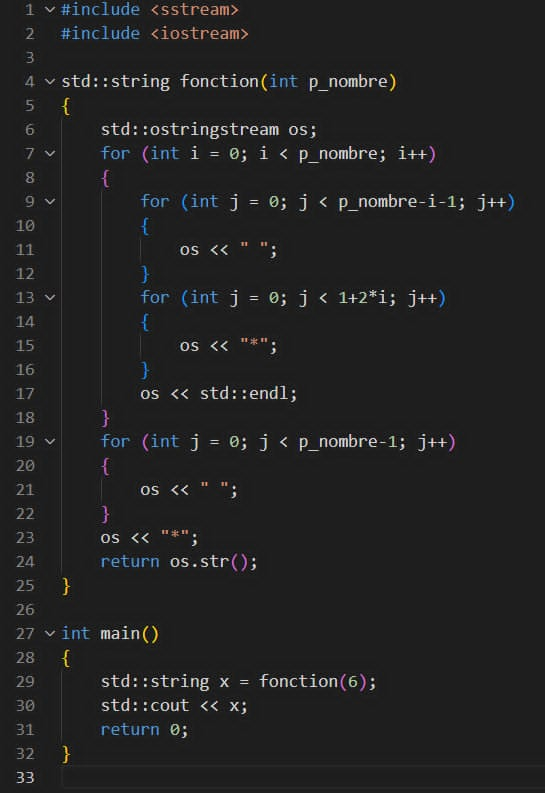 1 #include <sstream>
2 #include <iostream>
3
4 std::string fonction(int p_nombre)
5 {
6     std::ostringstream os;
7     for (int i = 0; i < p_nombre; i++)
8     {
9         for (int j = 0; j < p_nombre-i-1; j++)
10         {
11             os << " ";
12         }
13         for (int j = 0; j < 1+2*i; j++)
14         {
15             os << "*";
16         }
17         os << std::endl;
18     }
19     for (int j = 0; j < p_nombre-1; j++)
20     {
21         os << " ";
22     }
23     os << "*";
24     return os.str();
25 }
26
27 int main()
28 {
29     std::string x = fonction(6);
30     std::cout << x;
31     return 0;
32 }
33